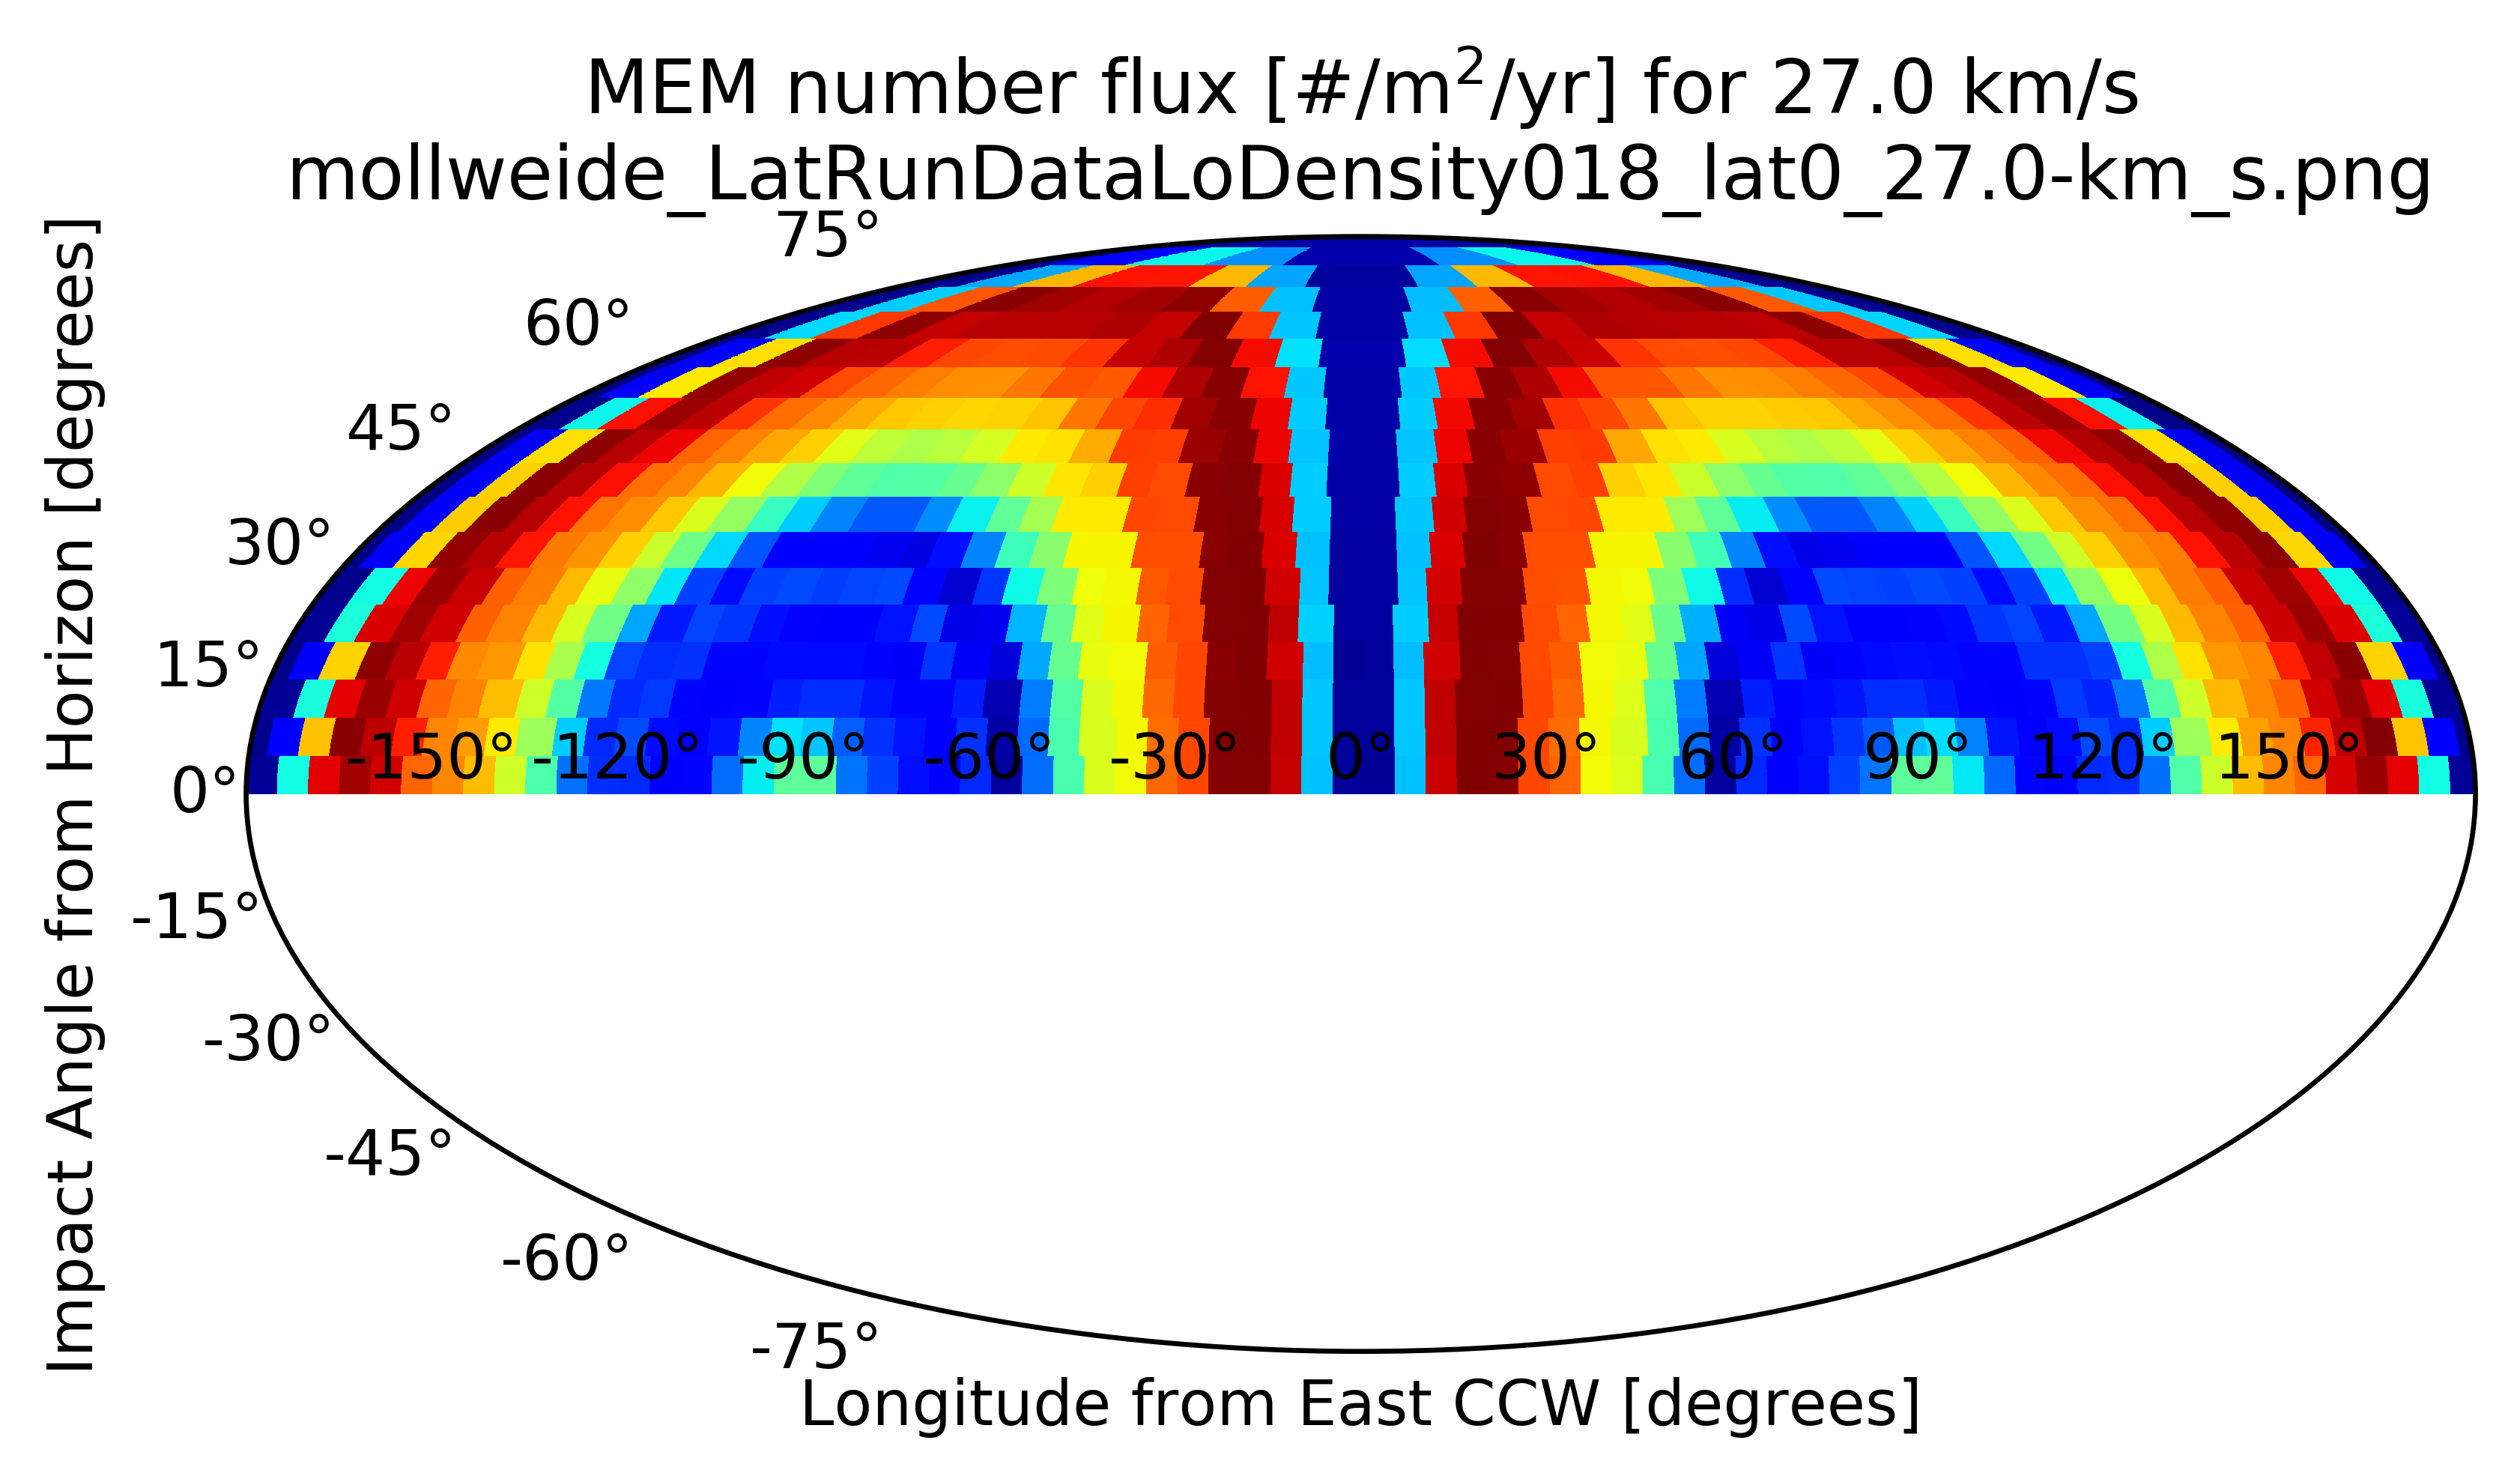 MEM number flux [#/m²/yr] for 27.0 km/s
mollweide_LatRunDataLoDensity018_lat0_27.0-km_s.png
Impact Angle from Horizon [degrees]
75°
60°
45°
30°
15°
0°
-15°
-30°
-45°
-60°
-75°
-150° -120° -90° -60° -30° 0° 30° 60° 90° 120° 150°
Longitude from East CCW [degrees]